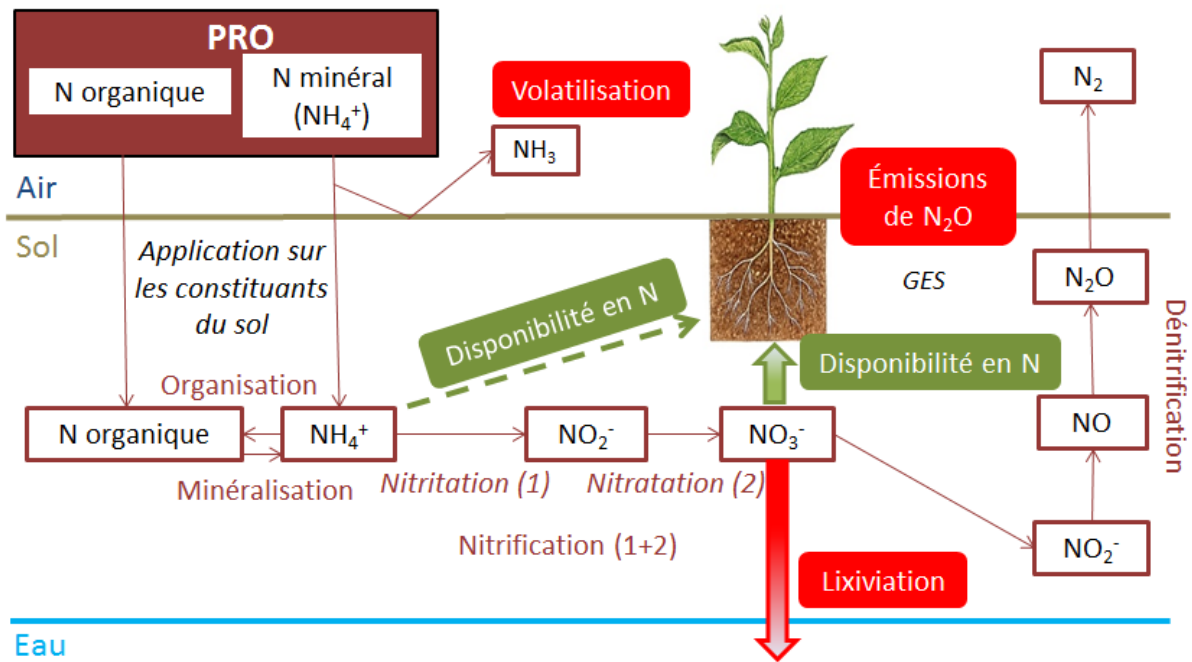 PRO
N organique
N minéral
(NH₄⁺)
Volatilisation
NH₃
N₂
Air
Émissions
de N₂O
Sol
Application sur
les constituants
du sol
GES
N₂O
Disponibilité en N
Disponibilité en N
Dénitrification
Organisation
N organique
NH₄⁺
NO₂⁻
NO₃⁻
NO
Minéralisation
Nitritation (1)
Nitratation (2)
Nitrification (1+2)
NO₂⁻
Lixiviation
Eau